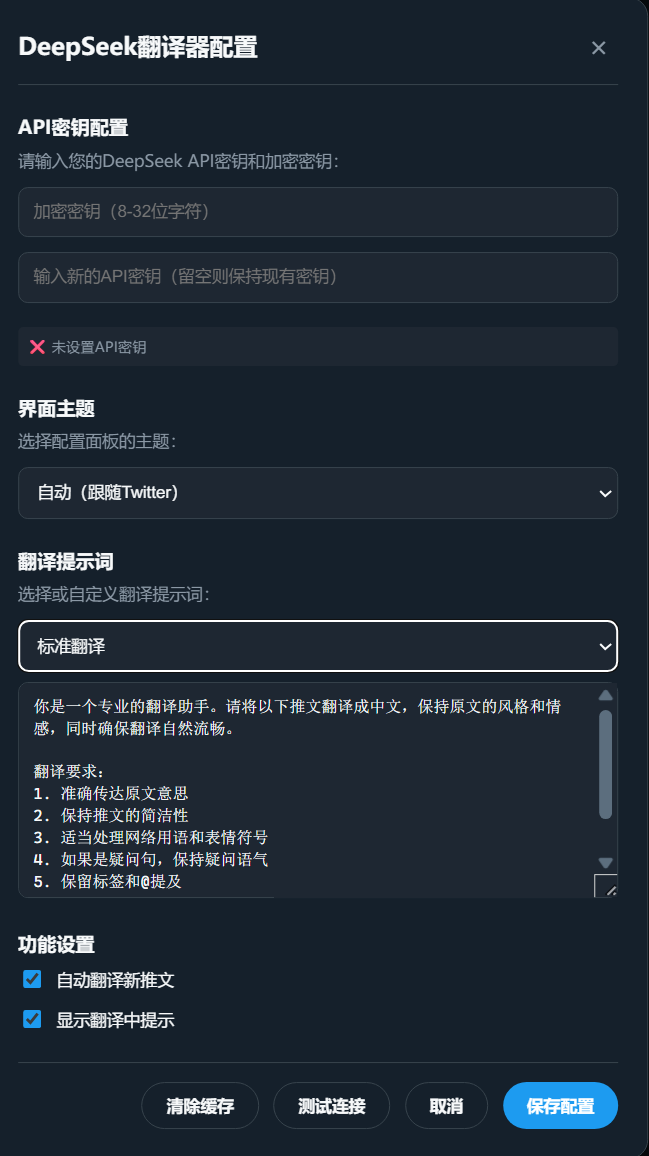 DeepSeek翻译器配置
×
API密钥配置
请输入您的DeepSeek API密钥和加密密钥：
加密密钥（8-32位字符）
输入新的API密钥（留空则保持现有密钥）
❌ 未设置API密钥
界面主题
选择配置面板的主题：
自动（跟随Twitter）
翻译提示词
选择或自定义翻译提示词：
标准翻译
你是一个专业的翻译助手。请将以下推文翻译成中文，保持原文的风格和情
感，同时确保翻译自然流畅。
翻译要求：
1. 准确传达原文意思
2. 保持推文的简洁性
3. 适当处理网络用语和表情符号
4. 如果是疑问句，保持疑问语气
5. 保留标签和@提及
功能设置
自动翻译新推文
显示翻译中提示
清除缓存
测试连接
取消
保存配置